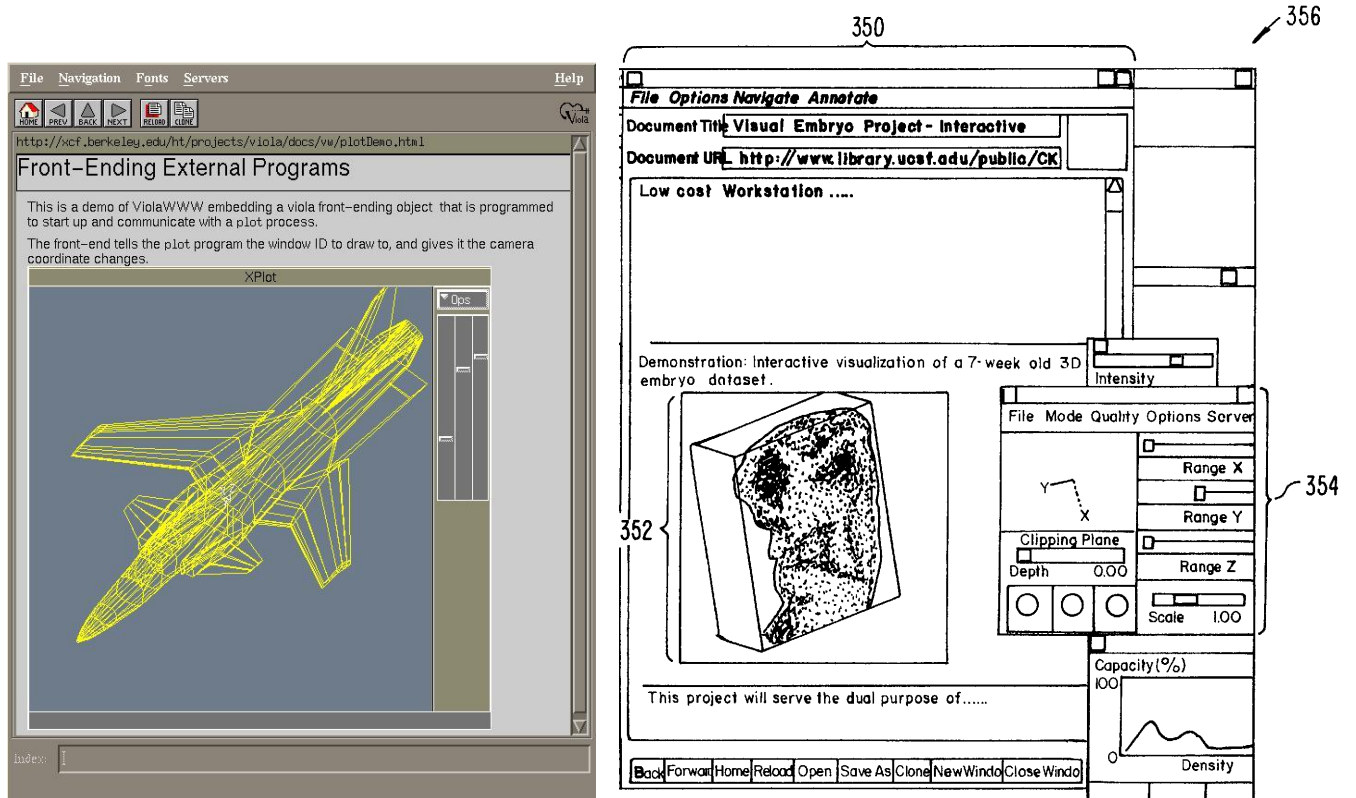 File Navigation Fonts Servers Help
HOME PREV BACK NEXT RELOAD CLONE Viola
http://xcf.berkeley.edu/ht/projects/viola/docs/vw/plotDemo.html
Front-Ending External Programs
This is a demo of ViolaWWW embedding a viola front-ending object that is programmed
to start up and communicate with a plot process.
The front-end tells the plot program the window ID to draw to, and gives it the camera
coordinate changes.
XPlot
Ops
Index:
350
356
File Options Navigate Annotate
Document Title Visual Embryo Project - Interactive
Document URL http://www.library.ucsf.adu/public/CK
Low cost Workstation .....
Demonstration: Interactive visualization of a 7-week old 3D
embryo dataset.
Intensity
File Mode Quality Options Server
Range X
Y
X
Range Y
354
352
Clipping Plane
Depth 0.00
Range Z
Scale 1.00
Capacity (%)
100
0
Density
This project will serve the dual purpose of......
Back Forward Home Reload Open Save As Clone New Windo Close Windo